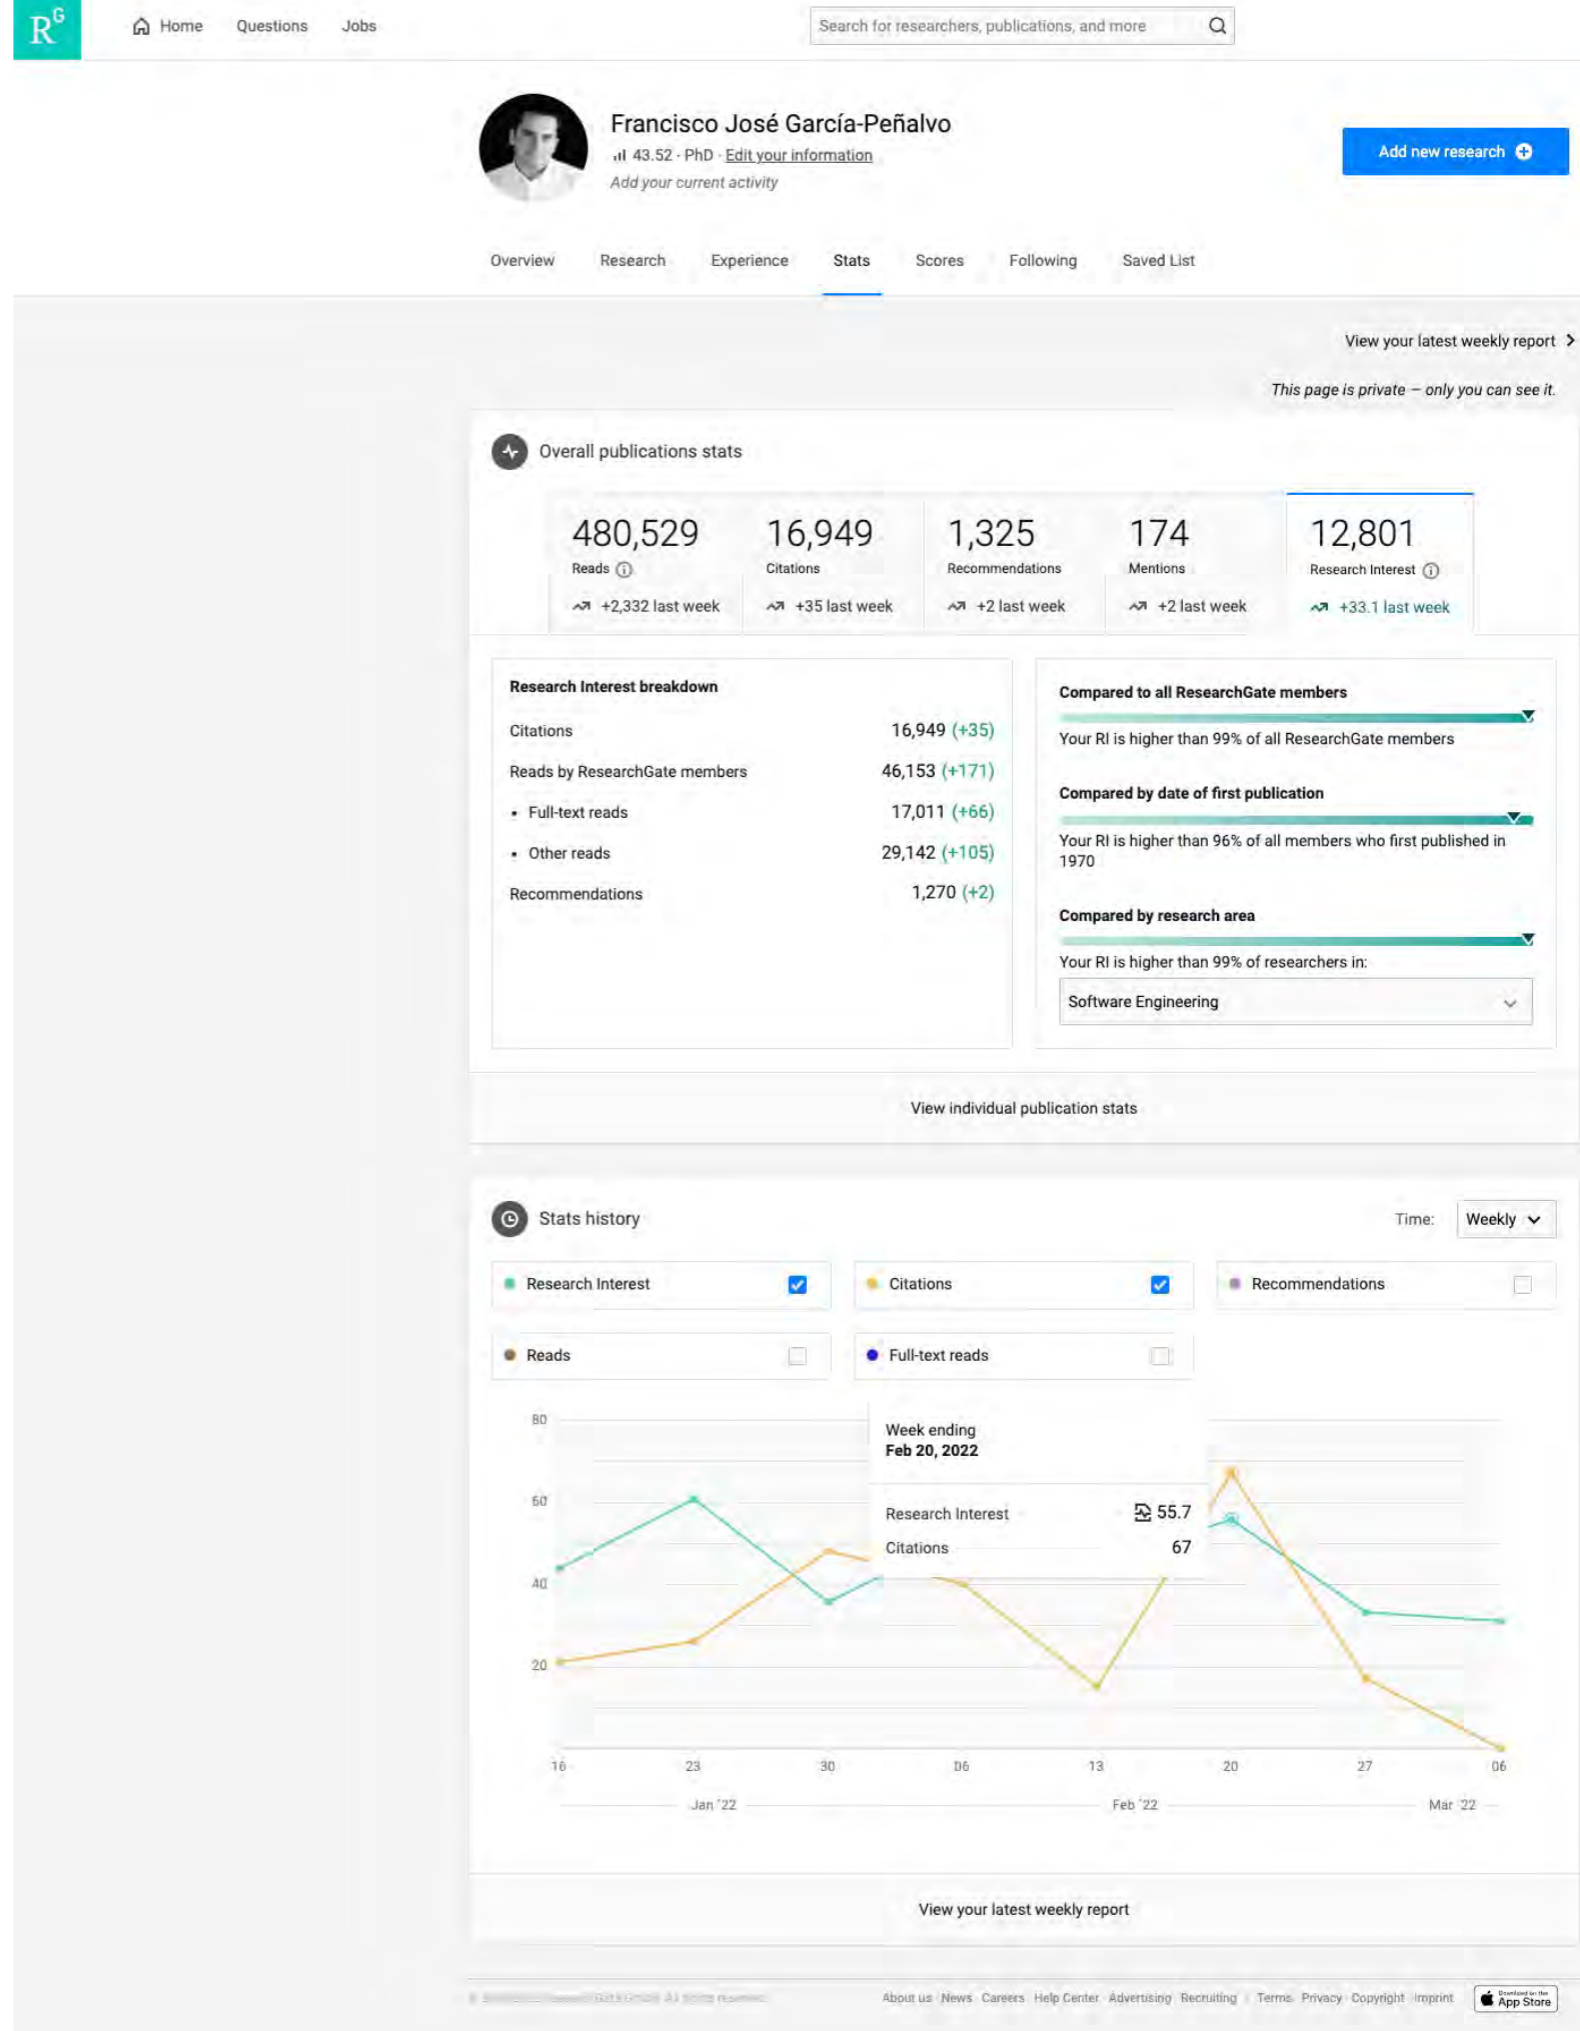 RG
Home Questions Jobs
Search for researchers, publications, and more
Francisco José García-Peñalvo
43.52 · PhD · Edit your information
Add your current activity
Add new research
Overview Research Experience Stats Scores Following Saved List
View your latest weekly report
This page is private – only you can see it.
Overall publications stats
480,529 16,949 1,325 174 12,801
Reads Citations Recommendations Mentions Research Interest
+2,332 last week +35 last week +2 last week +2 last week +33.1 last week
Research Interest breakdown
Citations 16,949 (+35)
Reads by ResearchGate members 46,153 (+171)
• Full-text reads 17,011 (+66)
• Other reads 29,142 (+105)
Recommendations 1,270 (+2)
Compared to all ResearchGate members
Your RI is higher than 99% of all ResearchGate members
Compared by date of first publication
Your RI is higher than 96% of all members who first published in
1970
Compared by research area
Your RI is higher than 99% of researchers in:
Software Engineering
View individual publication stats
Stats history
Time: Weekly
Research Interest Citations Recommendations
Reads Full-text reads
80
60
40
20
Week ending
Feb 20, 2022
Research Interest 55.7
Citations 67
16 23 30 06 13 20 27 06
Jan '22 Feb '22 Mar '22
View your latest weekly report
All rights reserved.
About us News Careers Help Center Advertising Recruiting | Terms Privacy Copyright Imprint
Download on the
App Store